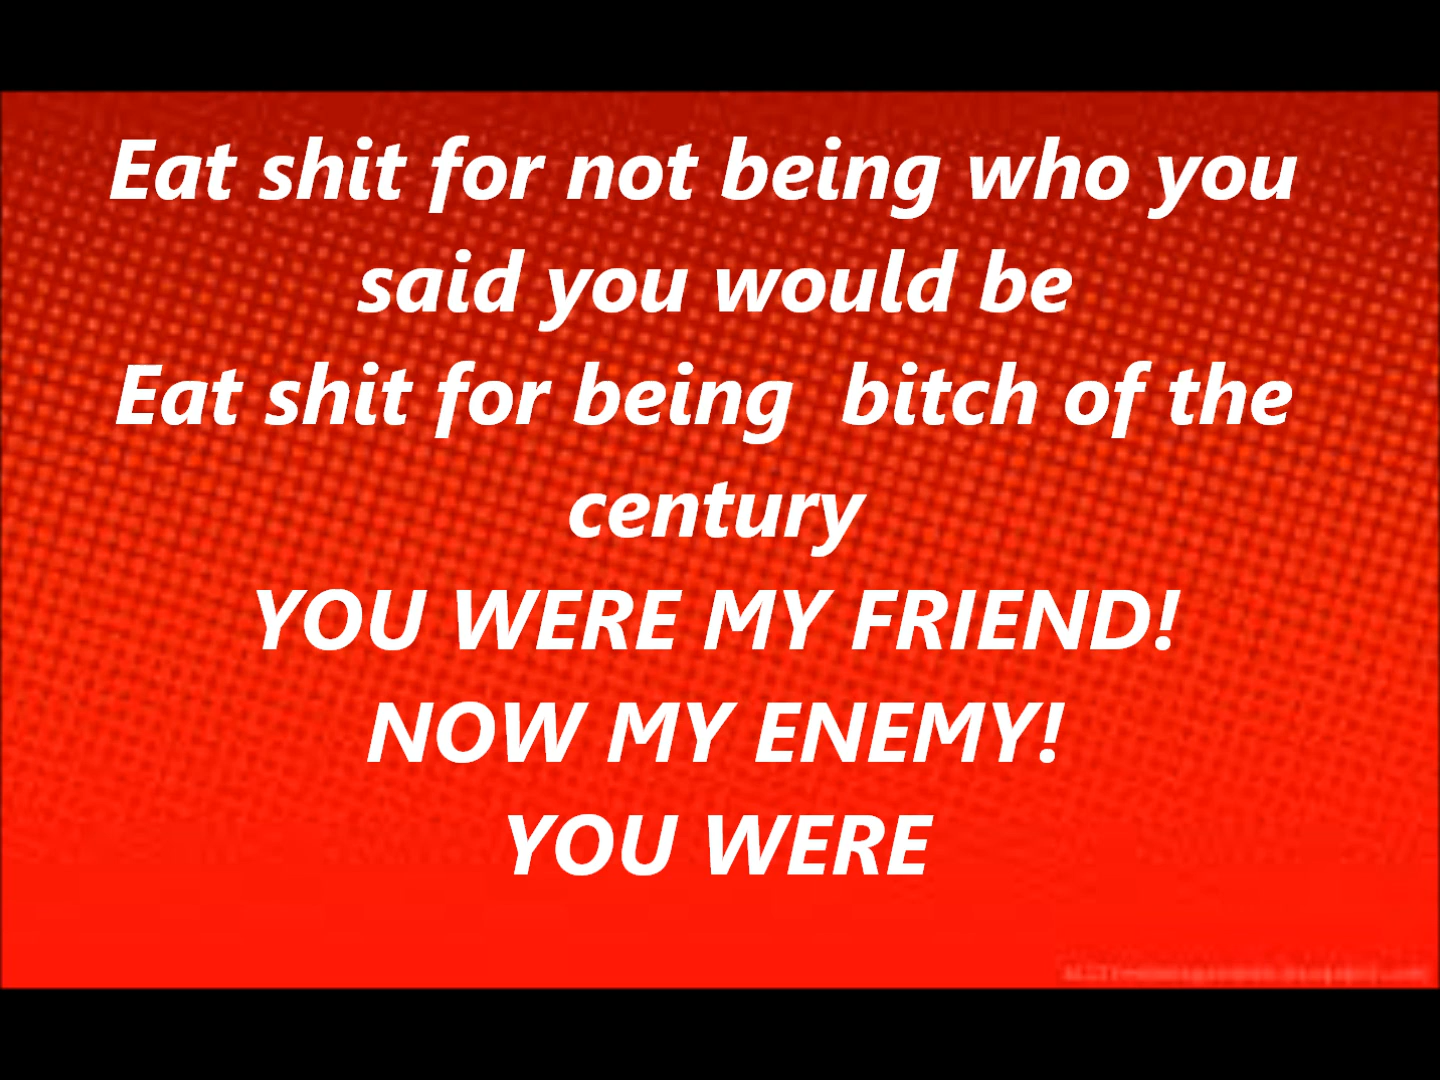 Eat shit for not being who you
said you would be
Eat shit for being  bitch of the
century
YOU WERE MY FRIEND!
NOW MY ENEMY!
YOU WERE